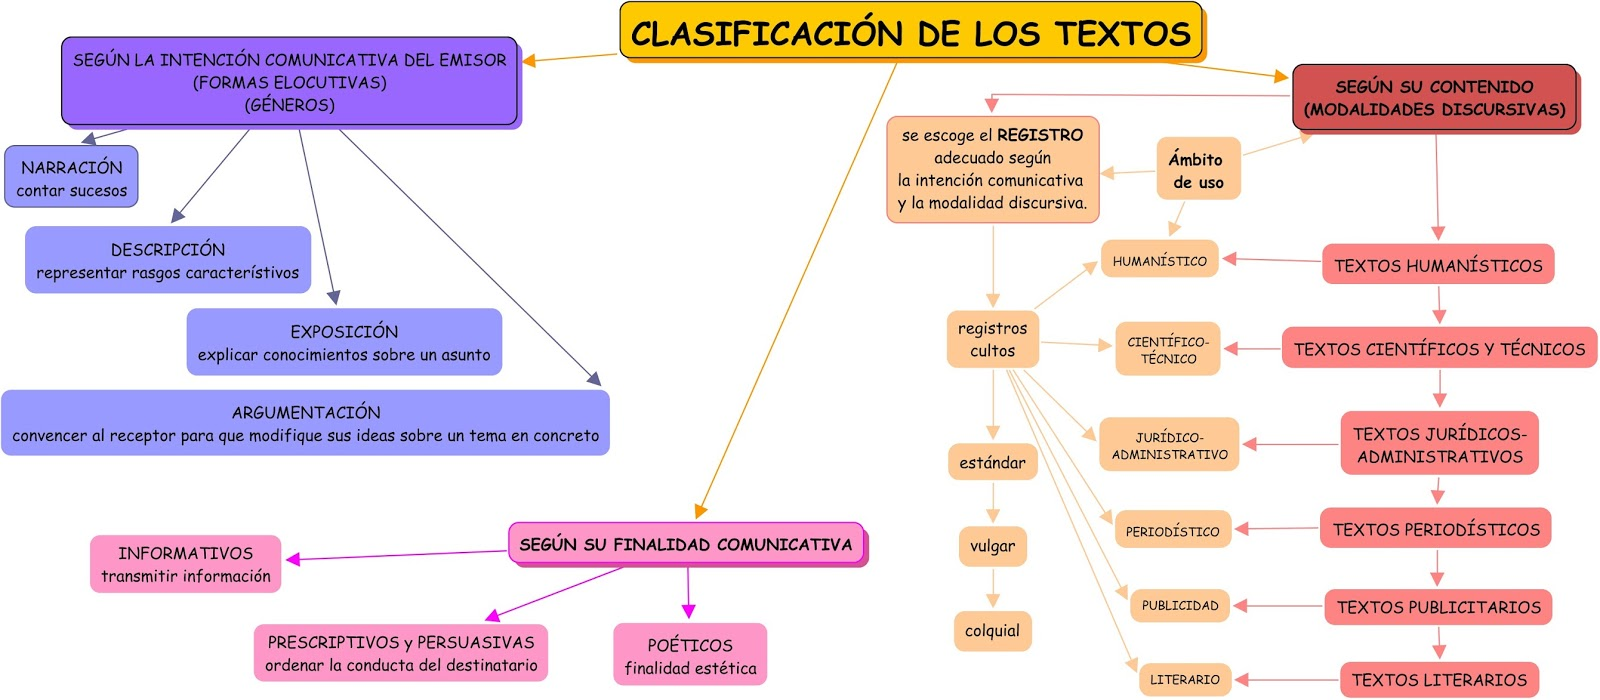 CLASIFICACIÓN DE LOS TEXTOS
SEGÚN LA INTENCIÓN COMUNICATIVA DEL EMISOR
(FORMAS ELOCUTIVAS)
(GÉNEROS)
NARRACIÓN
contar sucesos
DESCRIPCIÓN
representar rasgos caracterÍstivos
EXPOSICIÓN
explicar conocimientos sobre un asunto
ARGUMENTACIÓN
convencer al receptor para que modifique sus ideas sobre un tema en concreto
SEGÚN SU FINALIDAD COMUNICATIVA
INFORMATIVOS
transmitir información
PRESCRIPTIVOS y PERSUASIVAS
ordenar la conducta del destinatario
POÉTICOS
finalidad estética
SEGÚN SU CONTENIDO
(MODALIDADES DISCURSIVAS)
se escoge el REGISTRO
adecuado según
la intención comunicativa
y la modalidad discursiva.
Ámbito
de uso
registros
cultos
estándar
vulgar
colquial
HUMANÍSTICO
CIENTÍFICO-
TÉCNICO
JURÍDICO-
ADMINISTRATIVO
PERIODÍSTICO
PUBLICIDAD
LITERARIO
TEXTOS HUMANÍSTICOS
TEXTOS CIENTÍFICOS Y TÉCNICOS
TEXTOS JURÍDICOS-
ADMINISTRATIVOS
TEXTOS PERIODÍSTICOS
TEXTOS PUBLICITARIOS
TEXTOS LITERARIOS